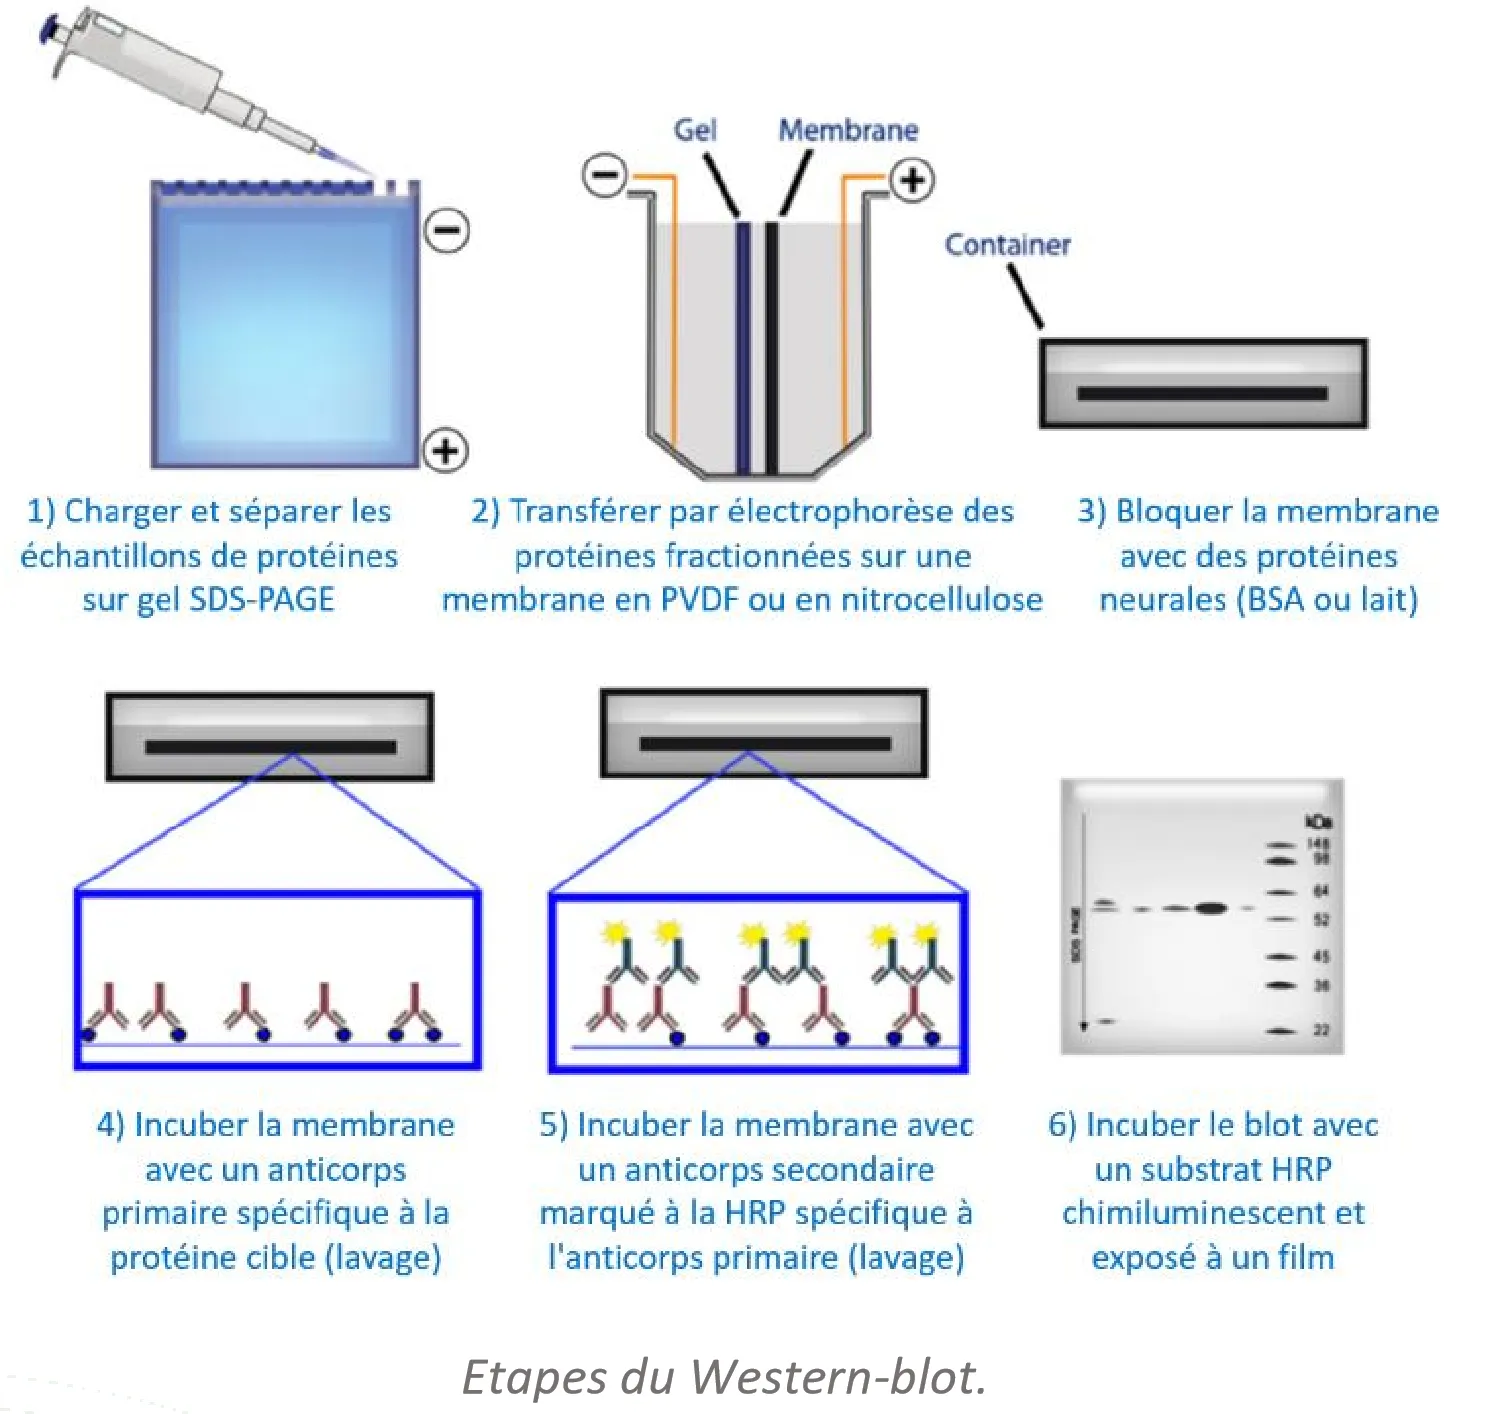 Gel
Membrane
−
+
Container
−
+
1) Charger et séparer les
échantillons de protéines
sur gel SDS-PAGE
2) Transférer par électrophorèse des
protéines fractionnées sur une
membrane en PVDF ou en nitrocellulose
3) Bloquer la membrane
avec des protéines
neurales (BSA ou lait)
kDa
148
98
64
52
45
36
22
SDS PAGE
4) Incuber la membrane
avec un anticorps
primaire spécifique à la
protéine cible (lavage)
5) Incuber la membrane avec
un anticorps secondaire
marqué à la HRP spécifique à
l'anticorps primaire (lavage)
6) Incuber le blot avec
un substrat HRP
chimiluminescent et
exposé à un film
Etapes du Western-blot.